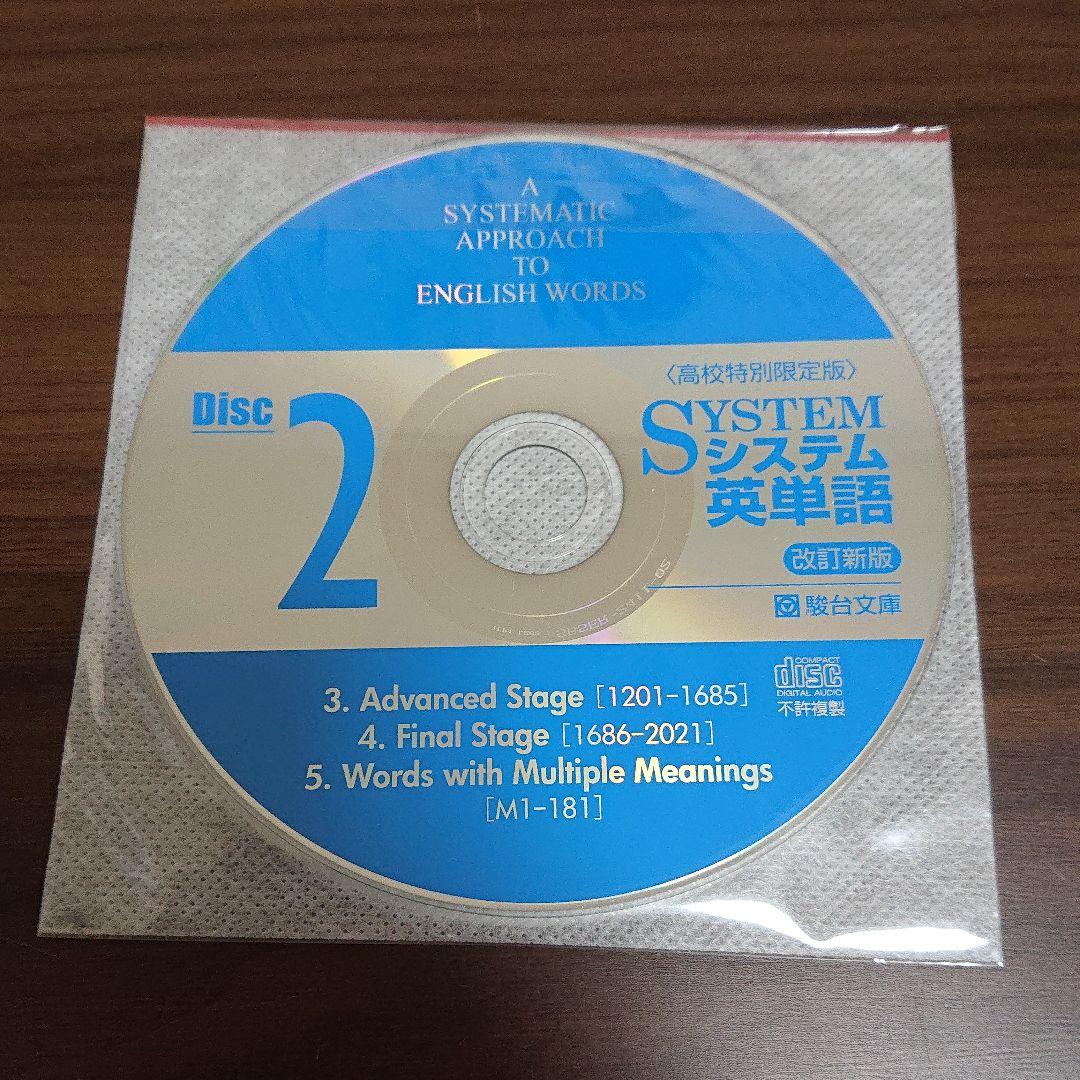 A
SYSTEMATIC
APPROACH
TO
ENGLISH WORDS
Disc
2
〈高校特別限定版〉
SYSTEM
システム
英単語
改訂新版
駿台文庫
COMPACT
disc
DIGITAL AUDIO
不許複製
3. Advanced Stage [1201-1685]
4. Final Stage [1686-2021]
5. Words with Multiple Meanings
[M1-181]